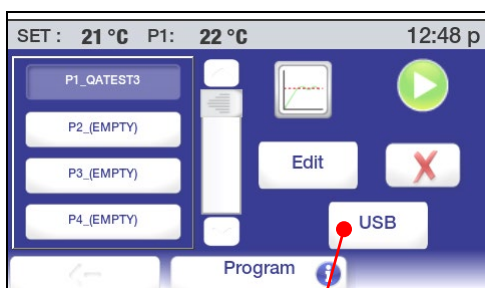 SET : 21 °C P1: 22 °C 12:48 p
P1_QATEST3
P2_(EMPTY)
Edit
P3_(EMPTY)
P4_(EMPTY)
USB
Program